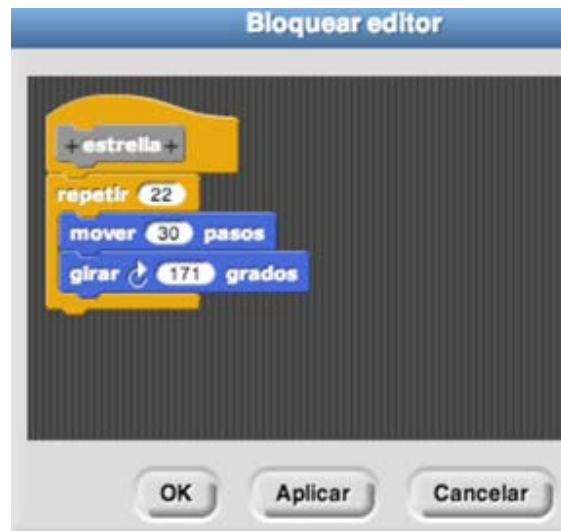 Bloquear editor
+estrella+
repetir 22
mover 30 pasos
girar 171 grados
OK Aplicar Cancelar